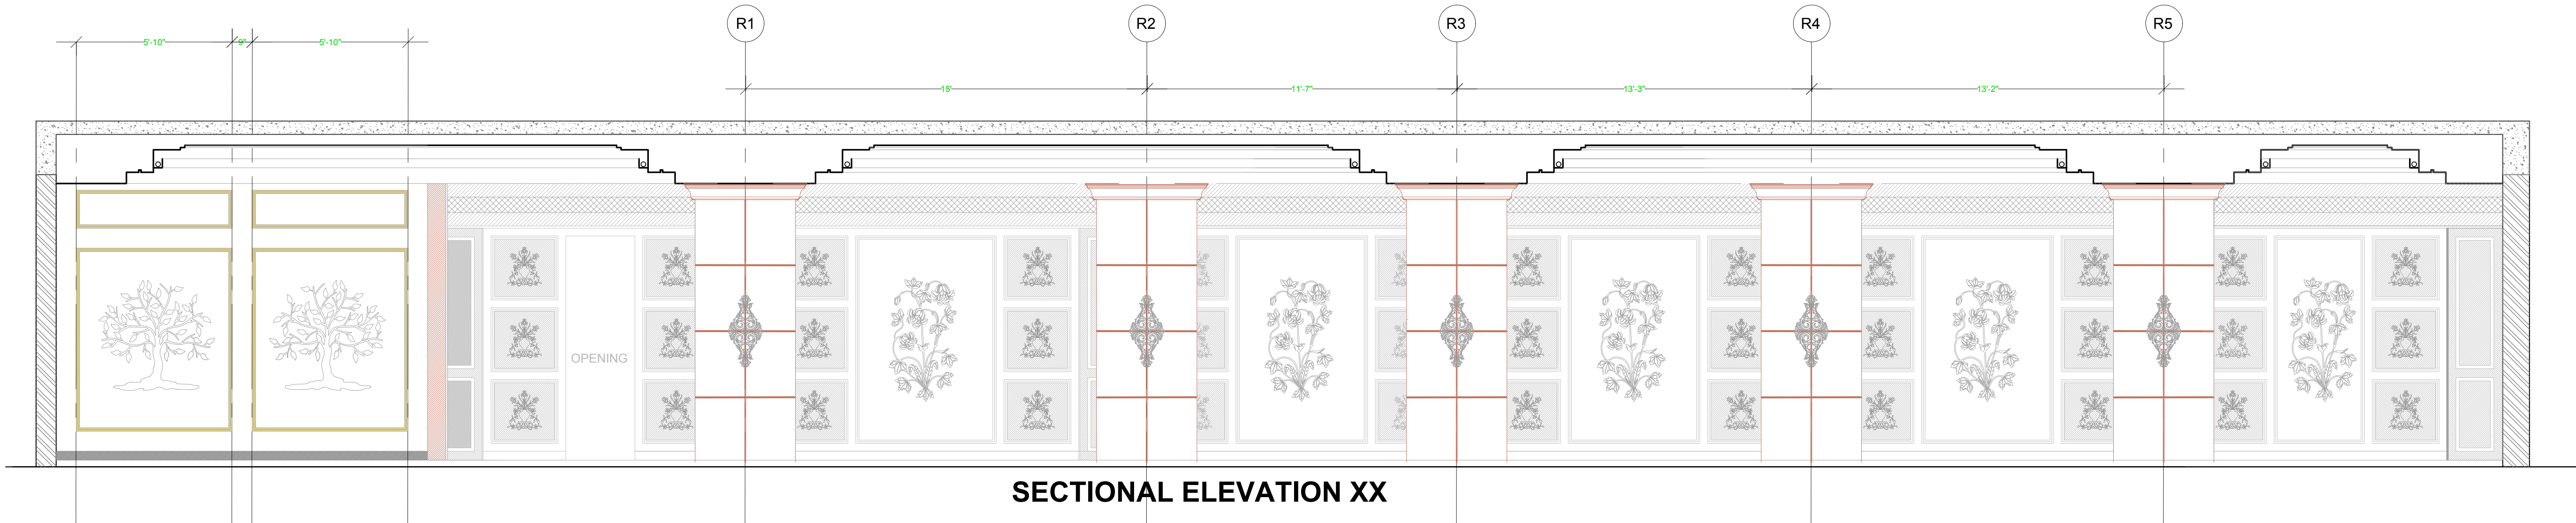 R1
R2
R3
R4
R5
5'-10"
9"
5'-10"
15'
11'-7"
13'-3"
13'-2"
OPENING
SECTIONAL ELEVATION XX